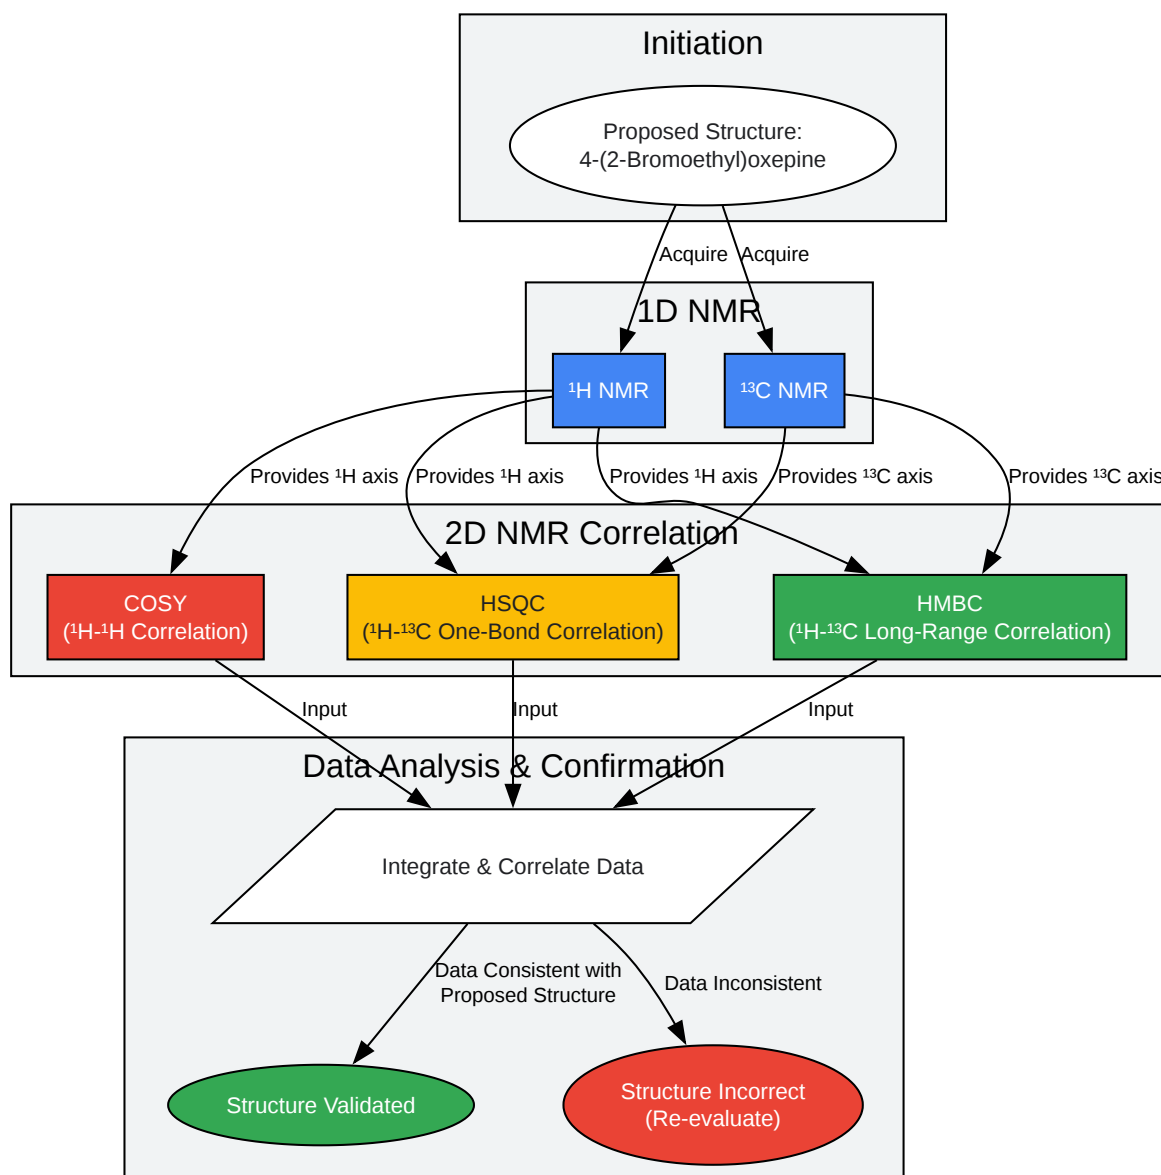 Initiation
Proposed Structure:
4-(2-Bromoethyl)oxepine
Acquire
Acquire
1D NMR
¹H NMR
¹³C NMR
Provides ¹H axis
Provides ¹H axis
Provides ¹H axis
Provides ¹³C axis
Provides ¹³C axis
2D NMR Correlation
COSY
(¹H-¹H Correlation)
HSQC
(¹H-¹³C One-Bond Correlation)
HMBC
(¹H-¹³C Long-Range Correlation)
Input
Input
Input
Data Analysis & Confirmation
Integrate & Correlate Data
Data Consistent with
Proposed Structure
Data Inconsistent
Structure Validated
Structure Incorrect
(Re-evaluate)